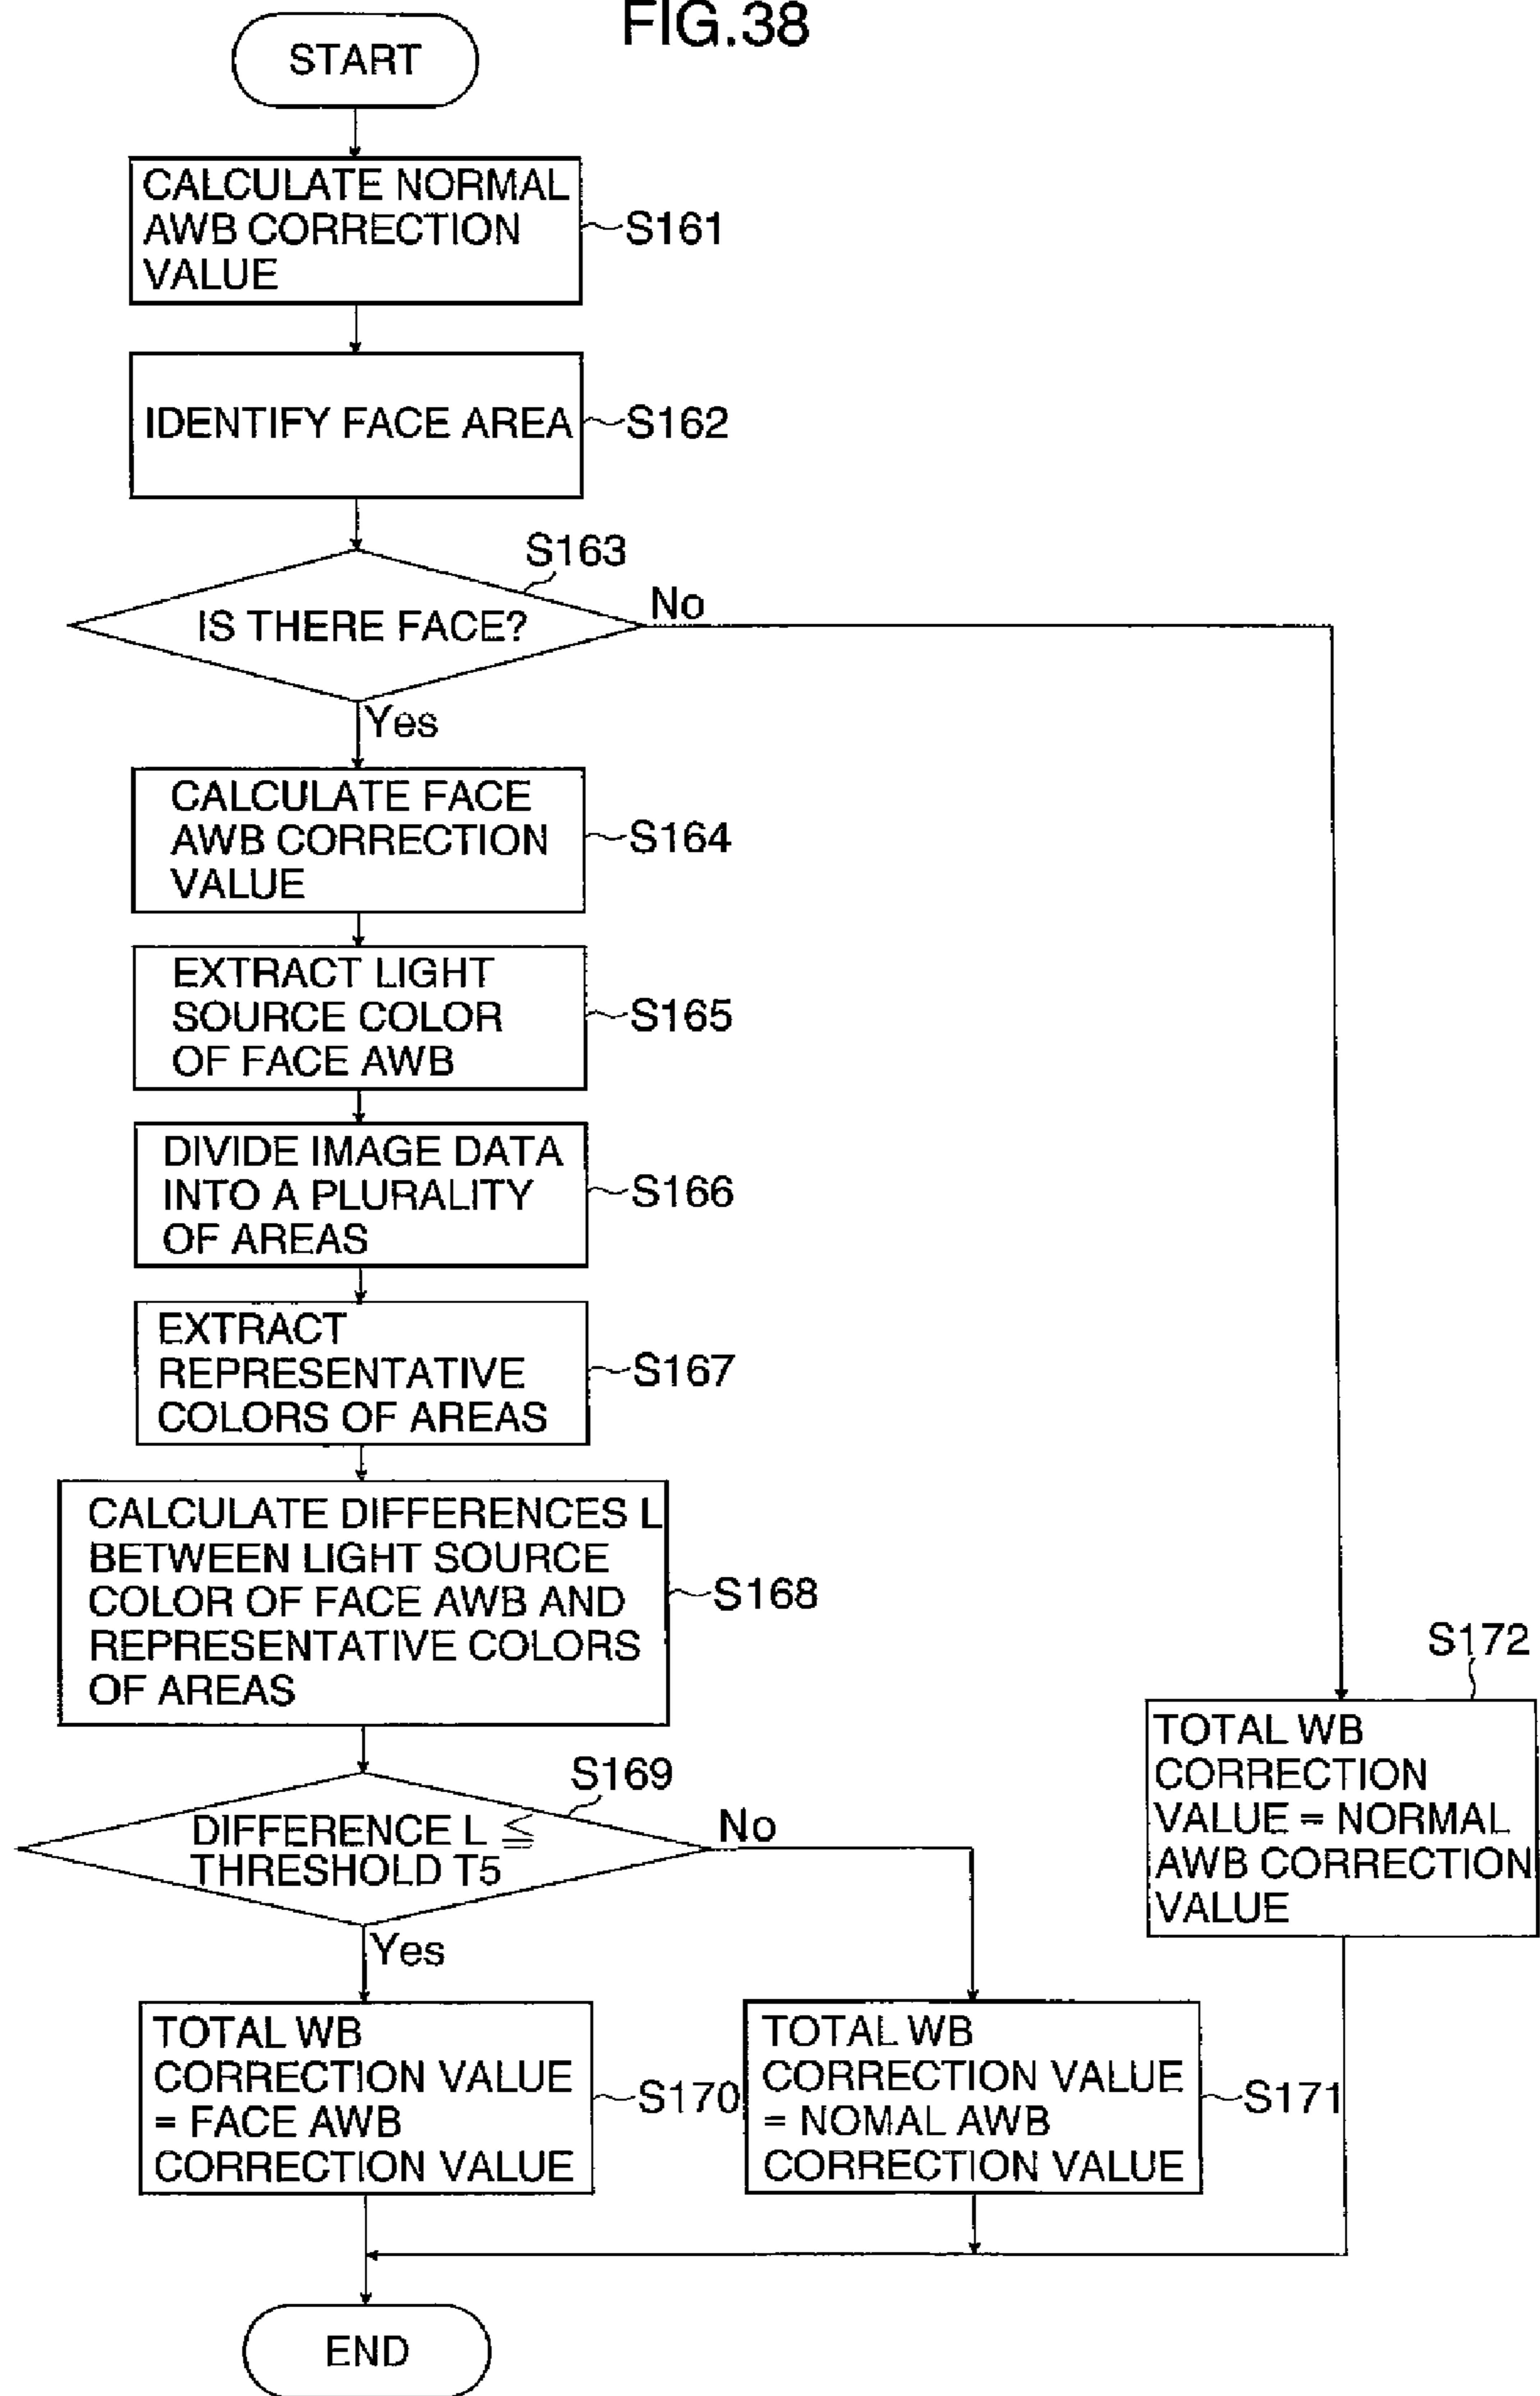 FIG.38
START
CALCULATE NORMAL
AWB CORRECTION
VALUE
S161
IDENTIFY FACE AREA
S162
S163
IS THERE FACE?
No
Yes
CALCULATE FACE
AWB CORRECTION
VALUE
S164
EXTRACT LIGHT
SOURCE COLOR
OF FACE AWB
S165
DIVIDE IMAGE DATA
INTO A PLURALITY
OF AREAS
S166
EXTRACT
REPRESENTATIVE
COLORS OF AREAS
S167
CALCULATE DIFFERENCES L
BETWEEN LIGHT SOURCE
COLOR OF FACE AWB AND
REPRESENTATIVE COLORS
OF AREAS
S168
S169
DIFFERENCE L ≦
THRESHOLD T5
No
Yes
S172
TOTAL WB
CORRECTION
VALUE = NORMAL
AWB CORRECTION
VALUE
TOTAL WB
CORRECTION VALUE
= FACE AWB
CORRECTION VALUE
S170
TOTAL WB
CORRECTION VALUE
= NOMAL AWB
CORRECTION VALUE
S171
END